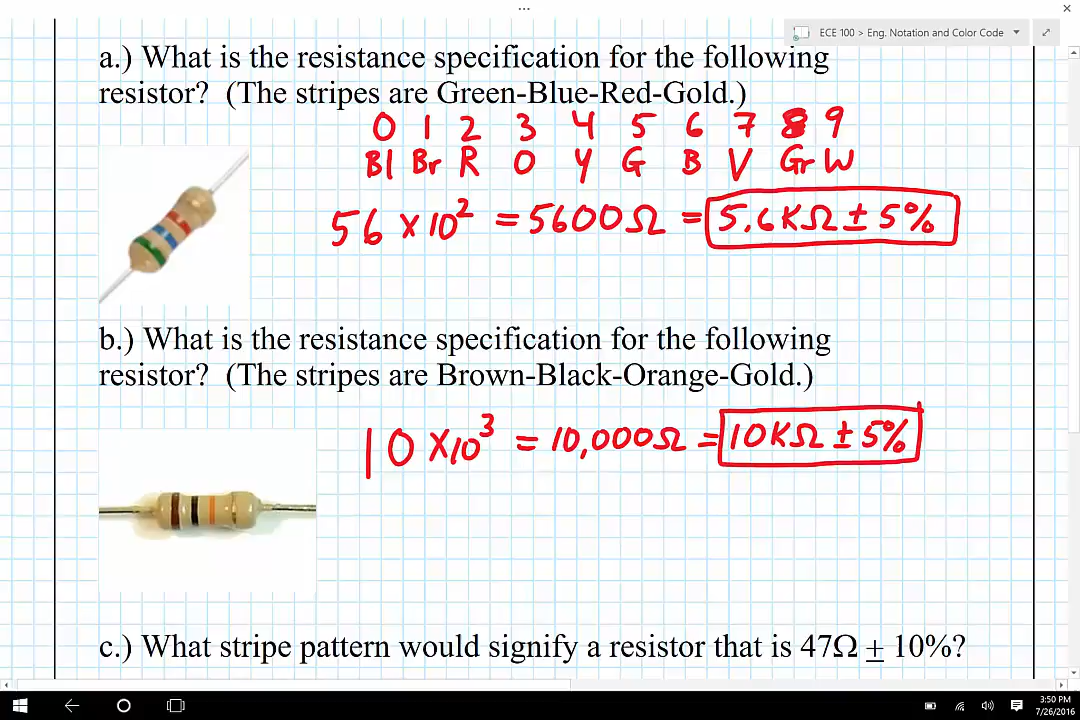 ECE 100 > Eng. Notation and Color Code
a.) What is the resistance specification for the following
resistor? (The stripes are Green-Blue-Red-Gold.)
0 1 2 3 4 5 6 7 8 9
Bl Br R O Y G B V Gr W
56 × 10² = 5600Ω = 5.6KΩ ± 5%
b.) What is the resistance specification for the following
resistor? (The stripes are Brown-Black-Orange-Gold.)
10 × 10³ = 10,000Ω = 10KΩ ± 5%
c.) What stripe pattern would signify a resistor that is 47Ω ± 10%?
3:50 PM
7/26/2016